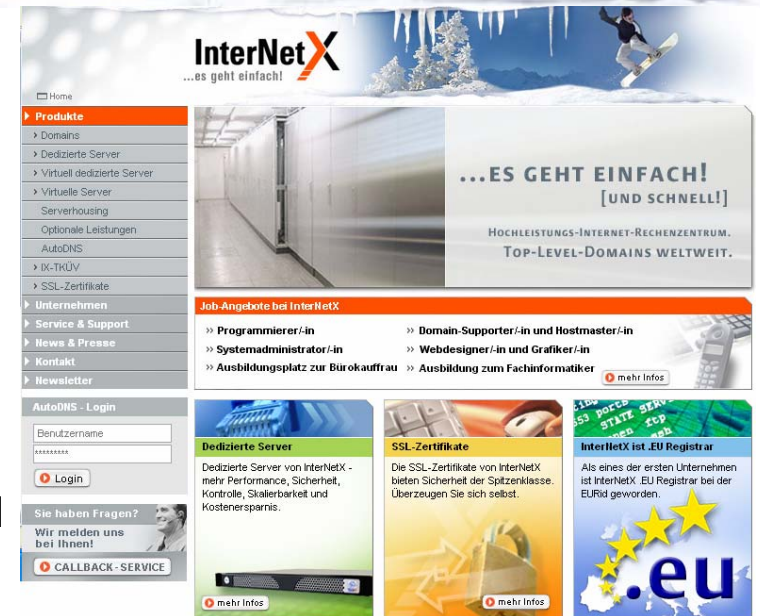 InterNetX
...es geht einfach!
Home
Produkte
Domains
Dedizierte Server
Virtuell dedizierte Server
Virtuelle Server
Serverhousing
Optionale Leistungen
AutoDNS
IX-TKÜV
SSL-Zertifikate
Unternehmen
Service & Support
News & Presse
Kontakt
Newsletter
AutoDNS - Login
Benutzername
*********
Login
Sie haben Fragen?
Wir melden uns
bei Ihnen!
CALLBACK - SERVICE
...ES GEHT EINFACH!
[UND SCHNELL!]
HOCHLEISTUNGS-INTERNET-RECHENZENTRUM.
TOP-LEVEL-DOMAINS WELTWEIT.
Job-Angebote bei InterNetX
›› Programmierer/-in
›› Domain-Supporter/-in und Hostmaster/-in
›› Systemadministrator/-in
›› Webdesigner/-in und Grafiker/-in
›› Ausbildungsplatz zur Bürokauffrau
›› Ausbildung zum Fachinformatiker
mehr Infos
Dedizierte Server
Dedizierte Server von InterNetX -
mehr Performance, Sicherheit,
Kontrolle, Skalierbarkeit und
Kostenersparnis.
mehr Infos
SSL-Zertifikate
Die SSL-Zertifikate von InterNetX
bieten Sicherheit der Spitzenklasse.
Überzeugen Sie sich selbst.
mehr Infos
553 ports
STATE
ftp
InterNetX ist .EU Registrar
Als eines der ersten Unternehmen
ist InterNetX .EU Registrar bei der
EURid geworden.
.eu